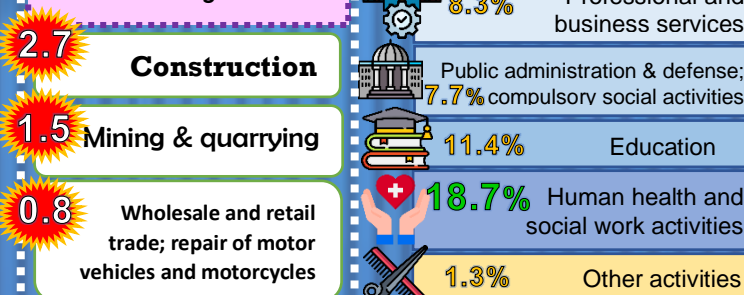 2.7
Construction
1.5
Mining & quarrying
0.8
Wholesale and retail
trade; repair of motor
vehicles and motorcycles
8.3%
Professional and
business services
Public administration & defense;
7.7% compulsory social activities
11.4% Education
18.7% Human health and
social work activities
1.3% Other activities